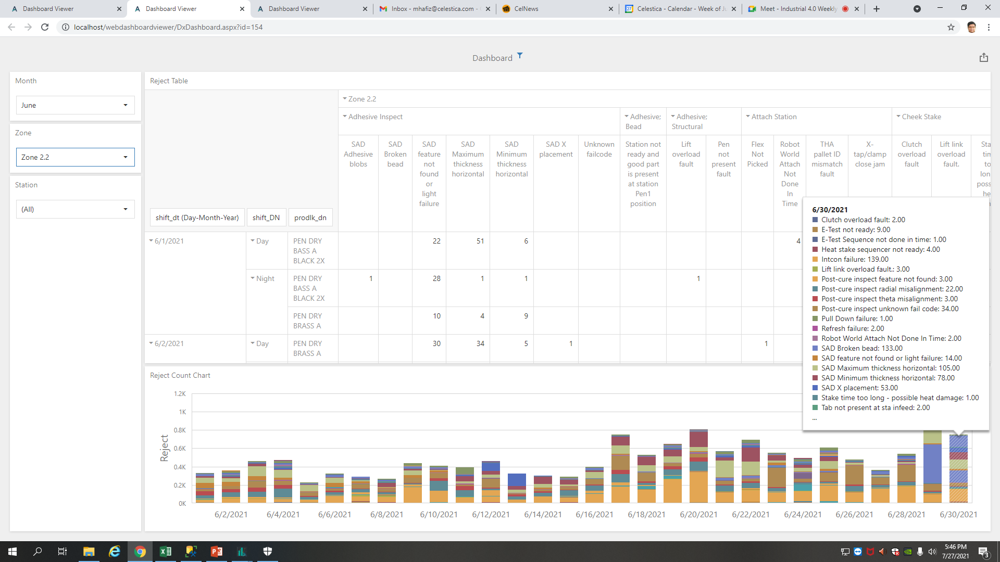 Dashboard Viewer
Dashboard Viewer
Dashboard Viewer
Inbox - mhafiz@celestica.com -
CelNews
Celestica - Calendar - Week of J
Meet - Industrial 4.0 Weekly
localhost/webdashboardviewer/DxDashboard.aspx?id=154
Dashboard
Month
June
Zone
Zone 2.2
Station
(All)
Reject Table
Zone 2.2
Adhesive Inspect
Adhesive;
Bead
Adhesive;
Structural
Attach Station
Cheek Stake
SAD
Adhesive
blobs
SAD
Broken
bead
SAD
feature
not
found
or
light
failure
SAD
Maximum
thickness
horizontal
SAD
Minimum
thickness
horizontal
SAD X
placement
Unknown
failcode
Station not
ready and
good part
is present
at station
Pen1
position
Lift
overload
fault
Pen
not
present
fault
Flex
Not
Picked
Robot
World
Attach
Not
Done
In
Time
THA
pallet ID
mismatch
fault
X-
tap/clamp
close jam
Clutch
overload
fault
Lift link
overload
fault.
Sta
tim
to
lon
poss
he
shift_dt (Day-Month-Year)
shift_DN
prodlk_dn
6/1/2021
Day
PEN DRY
BASS A
BLACK 2X
22
51
6
4
Night
PEN DRY
BASS A
BLACK 2X
1
28
1
1
1
PEN DRY
BRASS A
10
4
9
6/2/2021
Day
PEN DRY
BRASS A
30
34
5
1
1
6/30/2021
Clutch overload fault: 2.00
E-Test not ready: 9.00
E-Test Sequence not done in time: 1.00
Heat stake sequencer not ready: 4.00
Intcon failure: 139.00
Lift link overload fault.: 3.00
Post-cure inspect feature not found: 3.00
Post-cure inspect radial misalignment: 22.00
Post-cure inspect theta misalignment: 3.00
Post-cure inspect unknown fail code: 34.00
Pull Down failure: 1.00
Refresh failure: 2.00
Robot World Attach Not Done In Time: 2.00
SAD Broken bead: 133.00
SAD feature not found or light failure: 14.00
SAD Maximum thickness horizontal: 105.00
SAD Minimum thickness horizontal: 78.00
SAD X placement: 53.00
Stake time too long - possible heat damage: 1.00
Tab not present at sta infeed: 2.00
...
Reject Count Chart
Reject
1.2K
1K
0.8K
0.6K
0.4K
0.2K
0K
6/2/2021
6/4/2021
6/6/2021
6/8/2021
6/10/2021
6/12/2021
6/14/2021
6/16/2021
6/18/2021
6/20/2021
6/22/2021
6/24/2021
6/26/2021
6/28/2021
6/30/2021
5:46 PM
7/27/2021
3